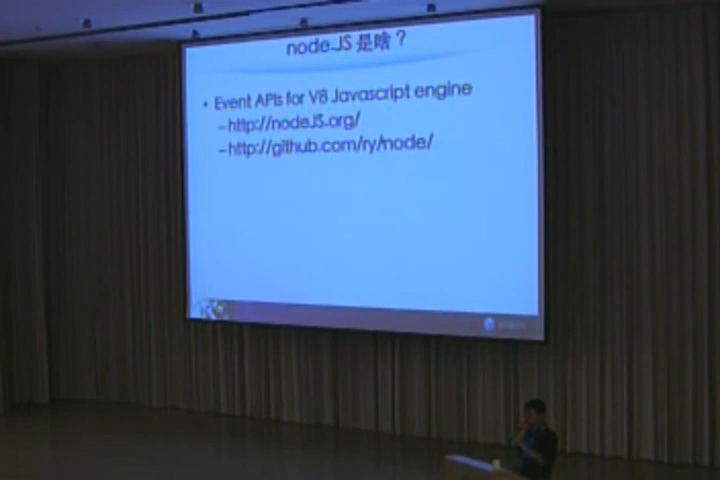 node.JS 是啥？
• Event APIs for V8 Javascript engine
–http://nodeJS.org/
–http://github.com/ry/node/